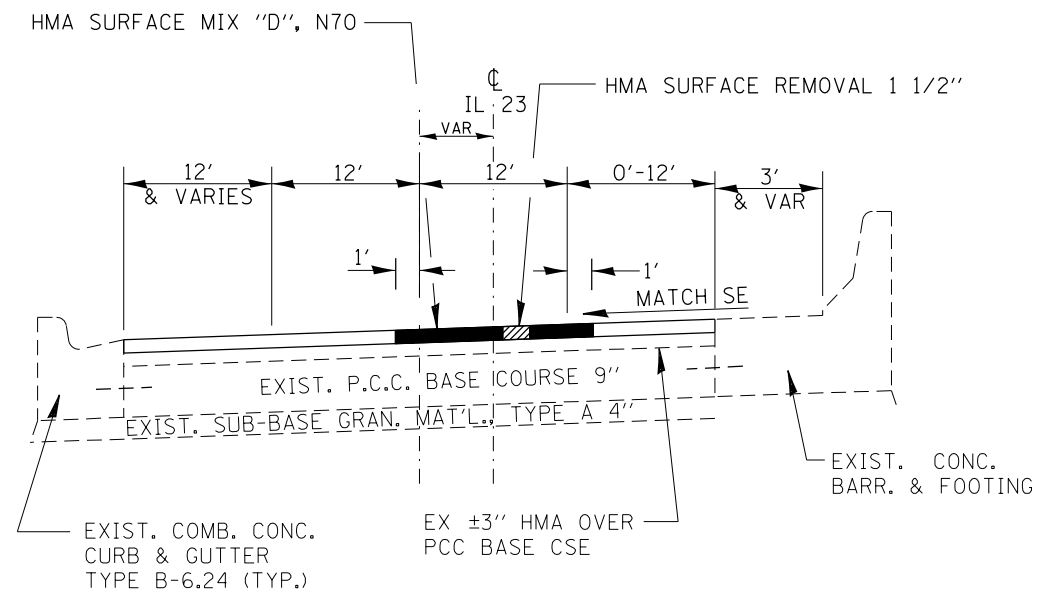 HMA SURFACE MIX "D", N70
℄
IL 23
HMA SURFACE REMOVAL 1 1/2"
VAR
12'
& VARIES
12'
12'
0'-12'
3'
& VAR
1'
1'
MATCH SE
EXIST. P.C.C. BASE COURSE 9"
EXIST. SUB-BASE GRAN. MAT'L., TYPE A 4"
EXIST. CONC.
BARR. & FOOTING
EX ±3" HMA OVER
PCC BASE CSE
EXIST. COMB. CONC.
CURB & GUTTER
TYPE B-6.24 (TYP.)